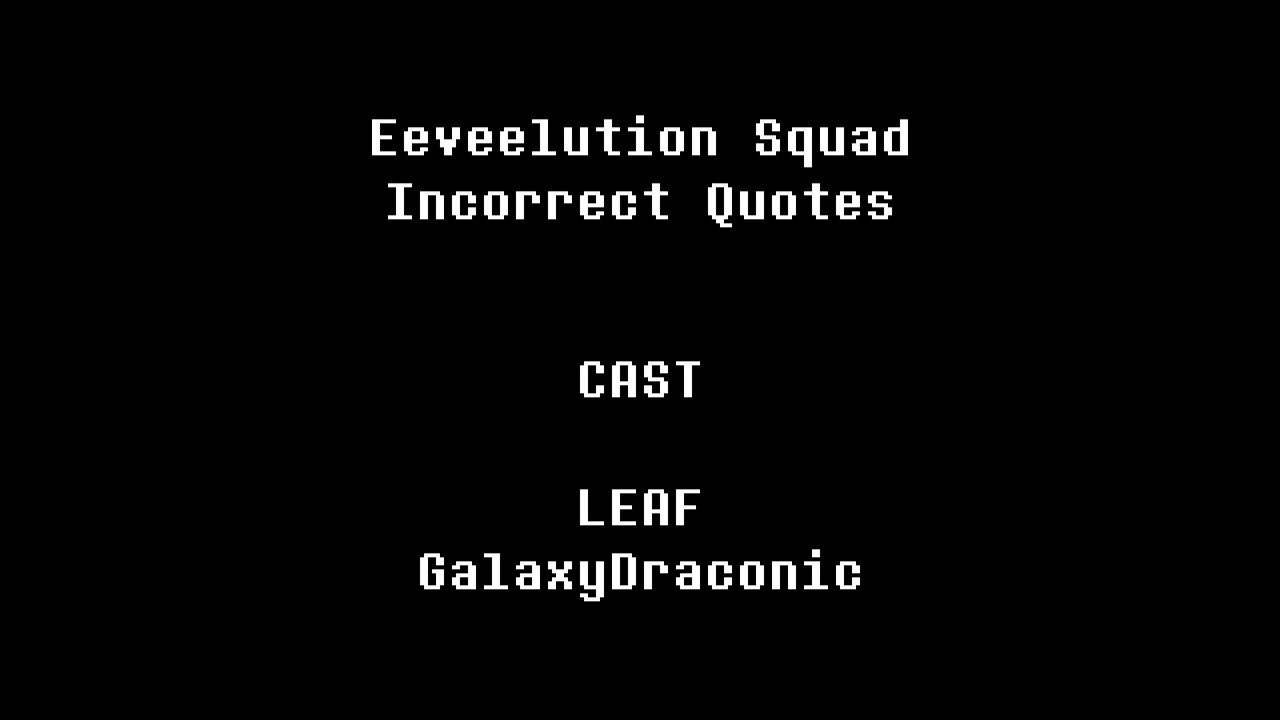 Eeveelution Squad
Incorrect Quotes
CAST
LEAF
GalaxyDraconic